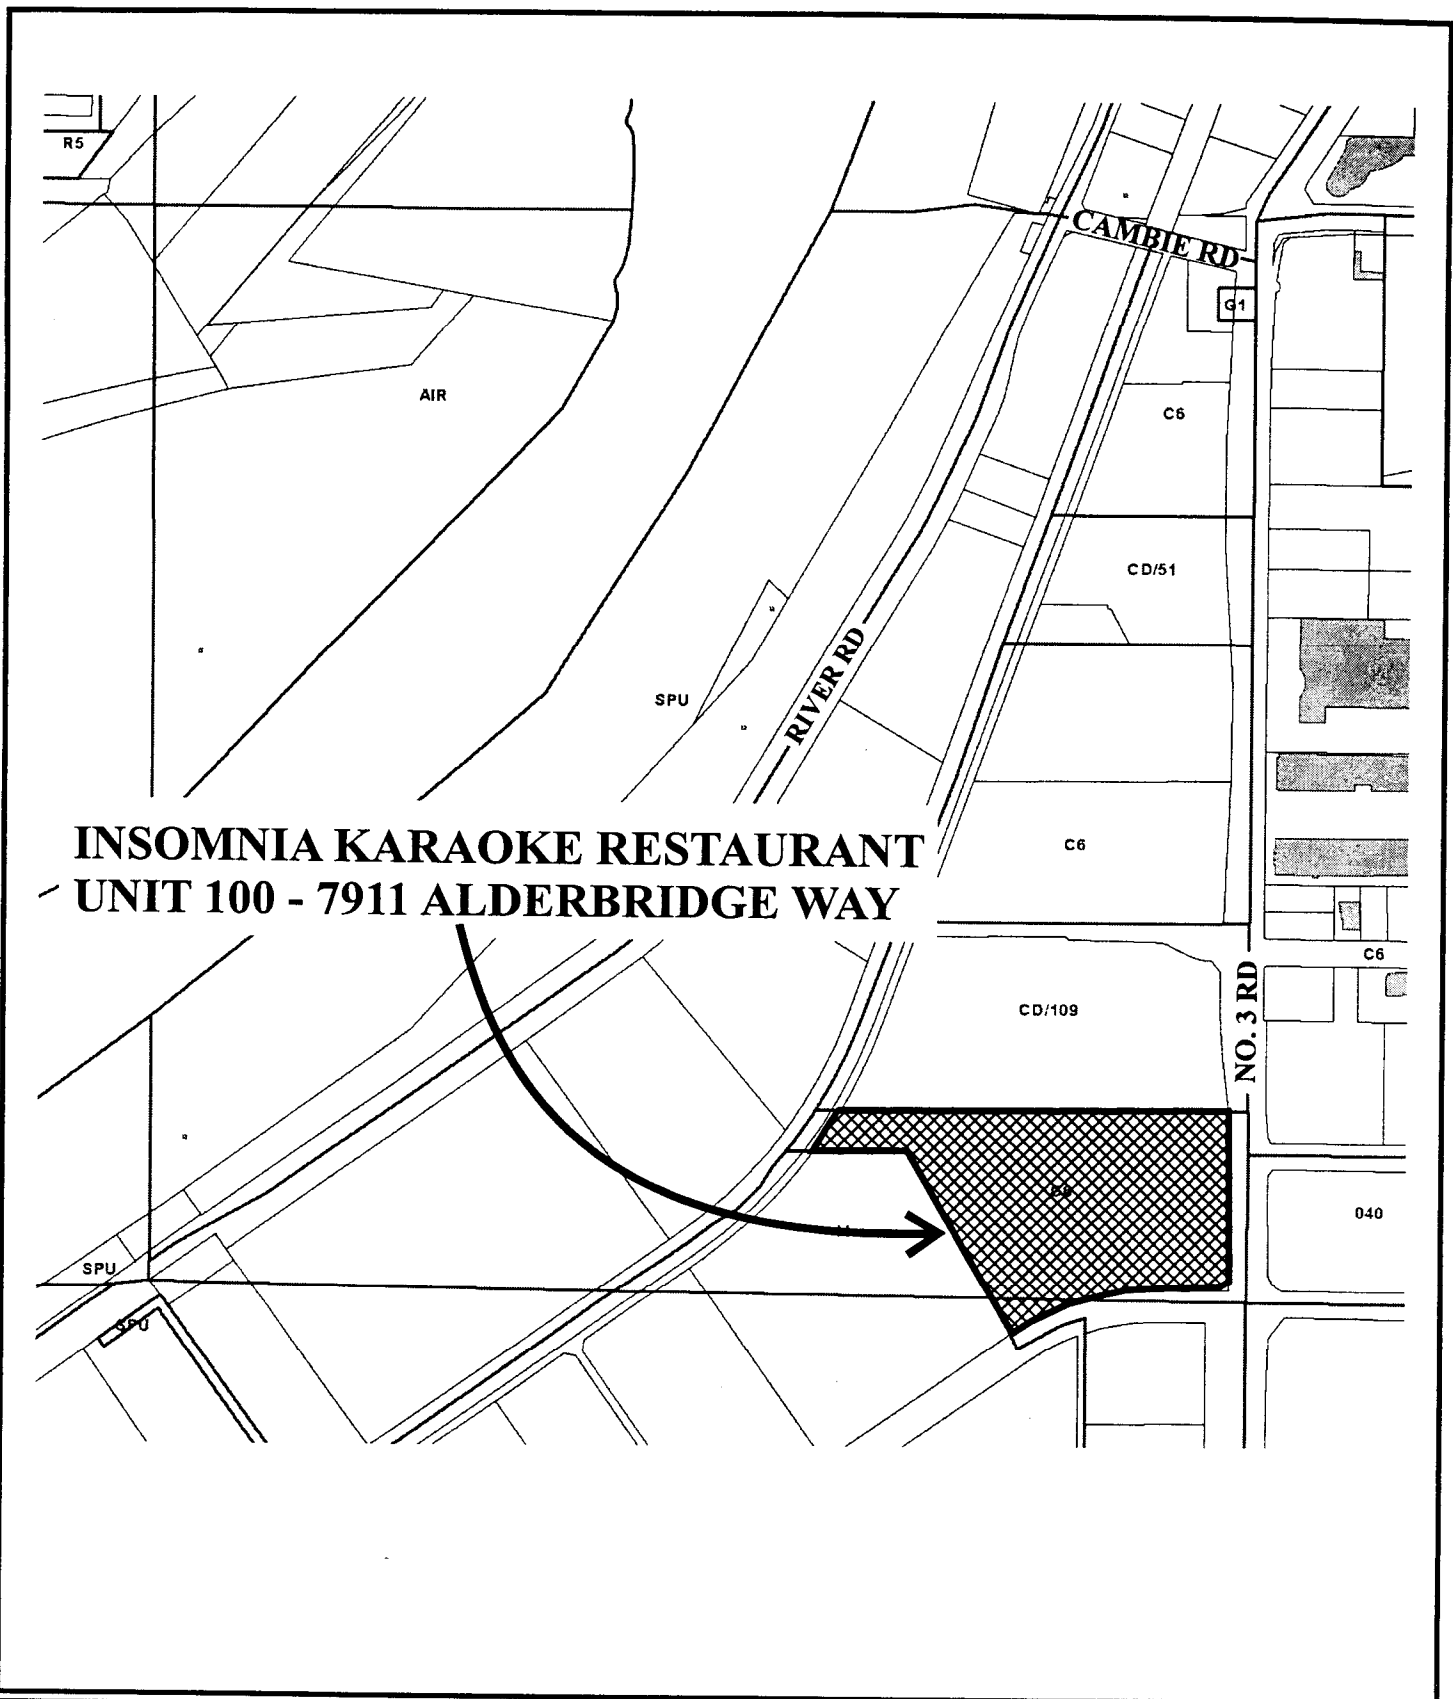 R5
CAMBIE RD
G1
AIR
C6
CD/51
RIVER RD
SPU
INSOMNIA KARAOKE RESTAURANT
UNIT 100 - 7911 ALDERBRIDGE WAY
C6
C6
NO. 3 RD
CD/109
040
SPU
SPU